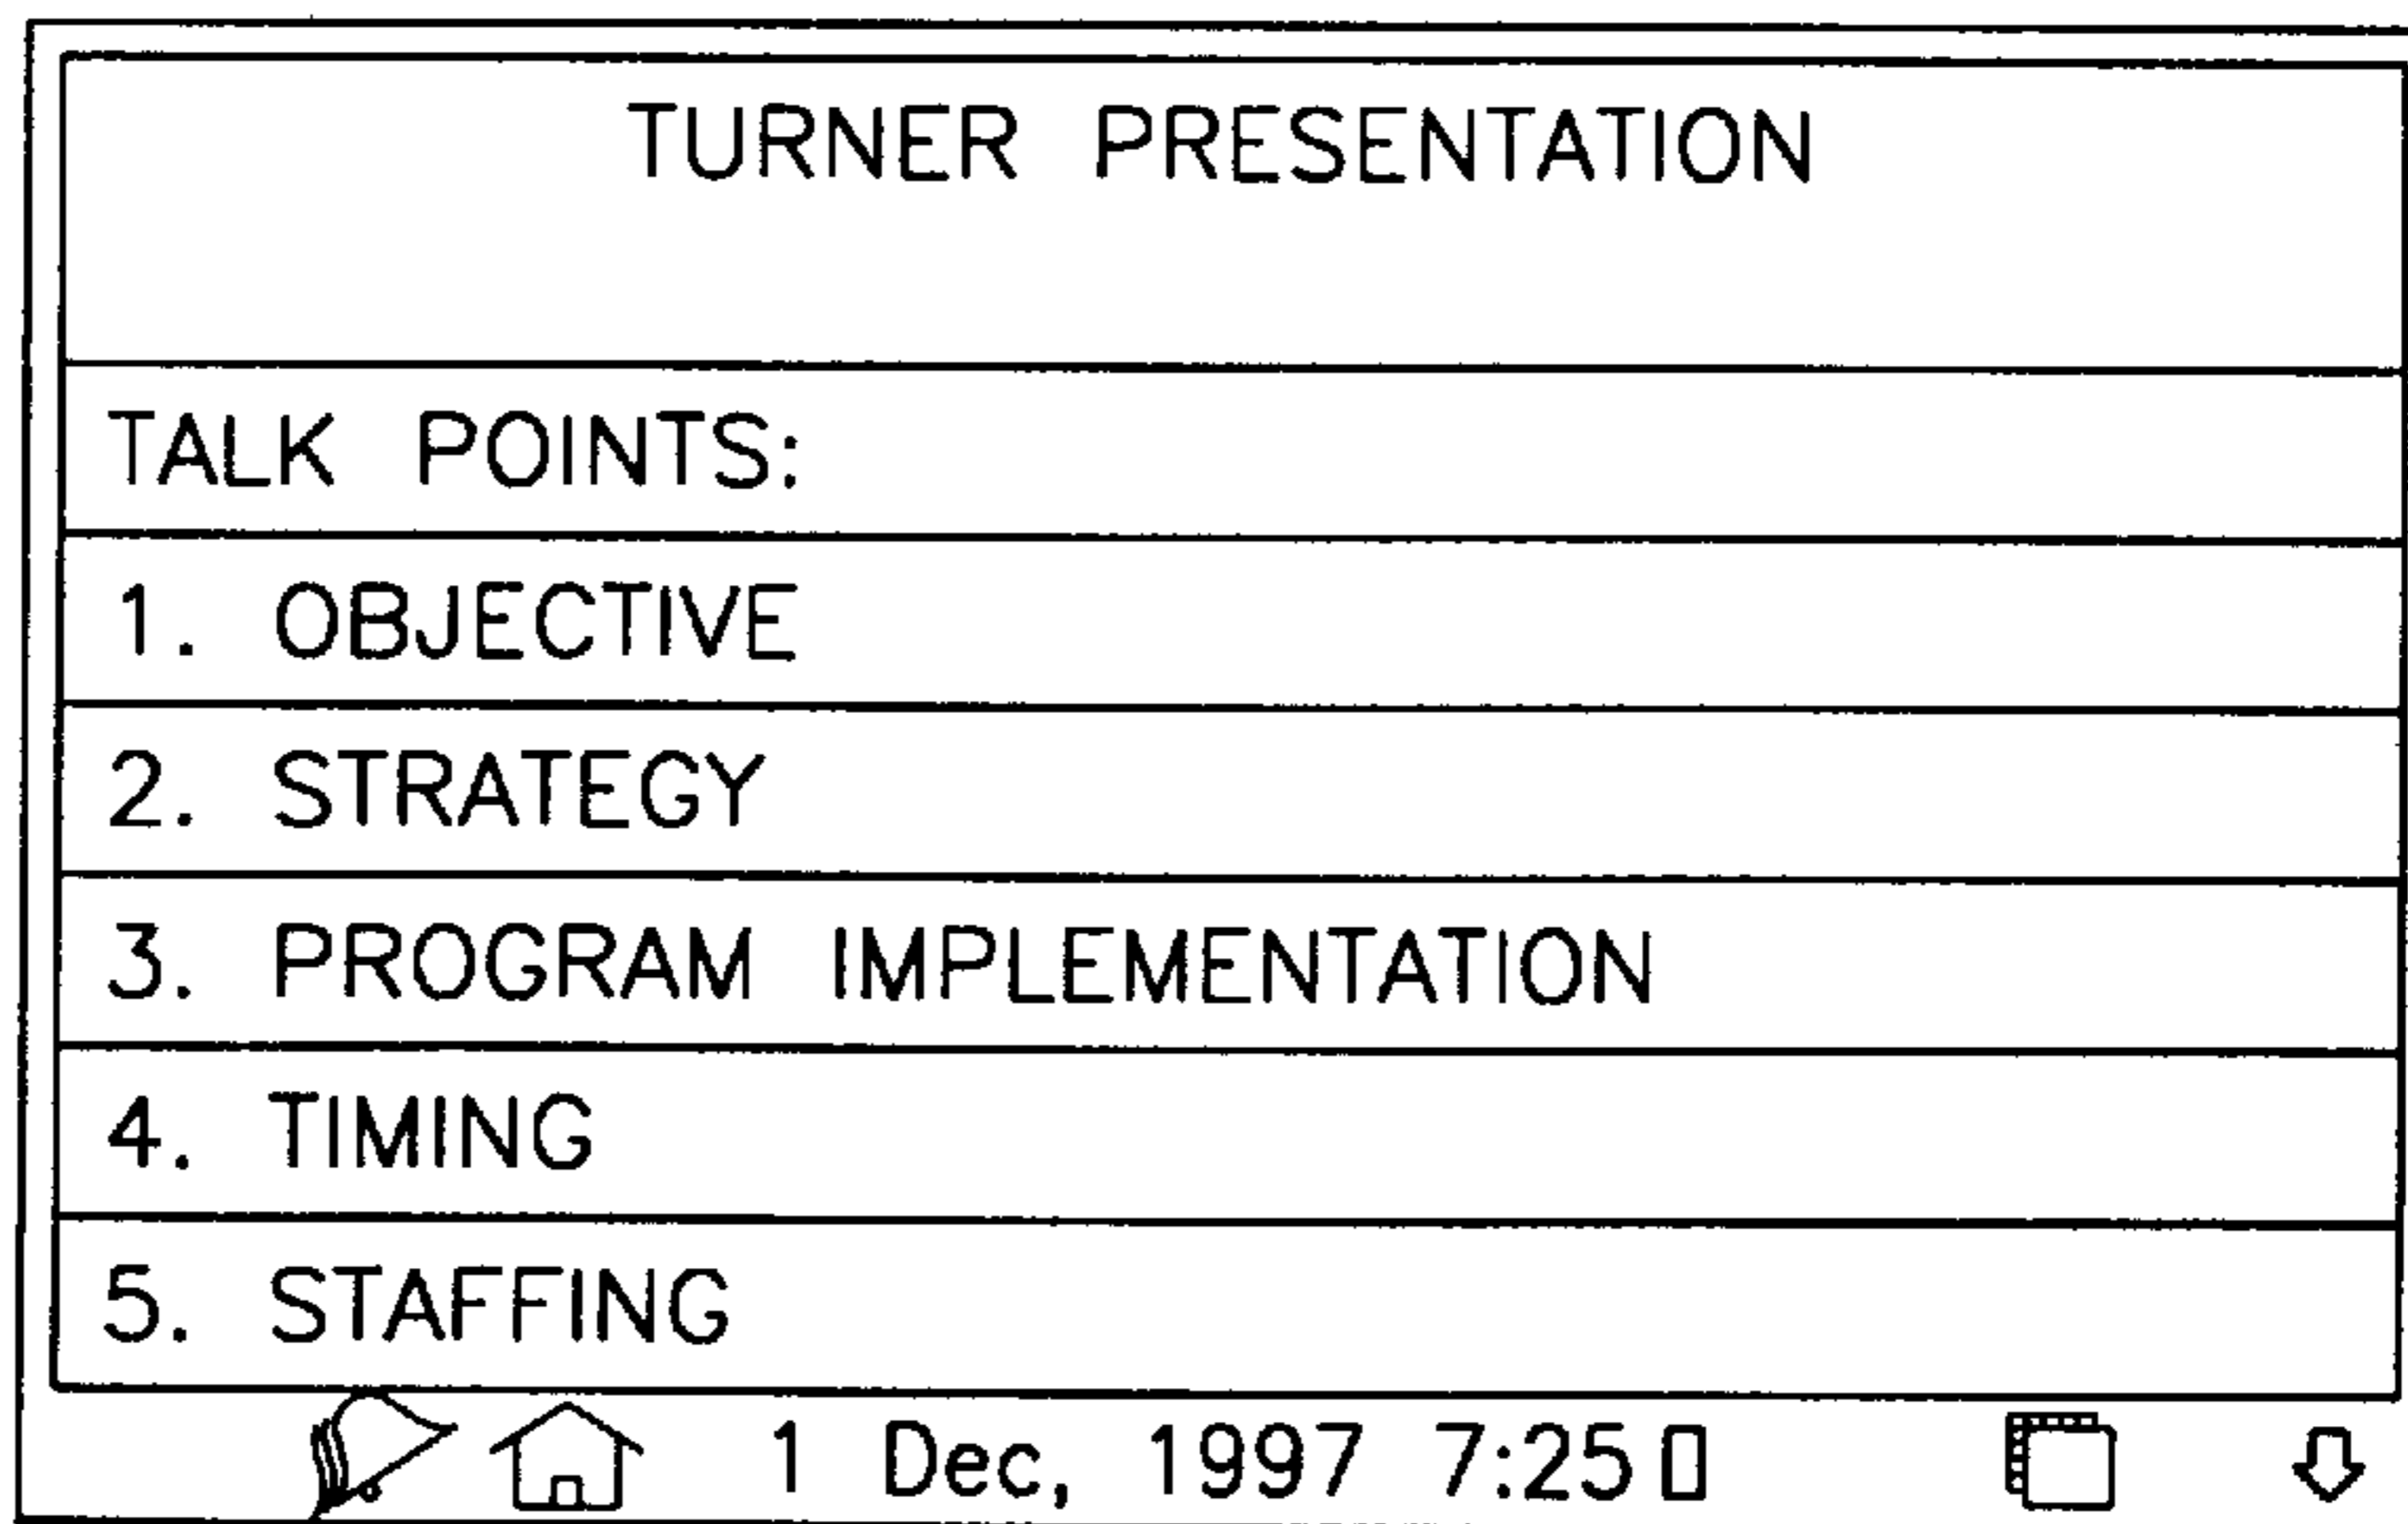 TURNER PRESENTATION
TALK POINTS:
1. OBJECTIVE
2. STRATEGY
3. PROGRAM IMPLEMENTATION
4. TIMING
5. STAFFING
1 Dec, 1997 7:25